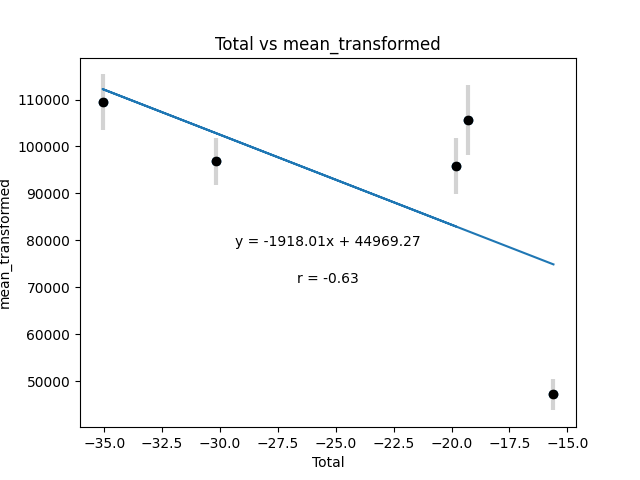 Total vs mean_transformed
mean_transformed
110000
100000
90000
80000
70000
60000
50000
y = -1918.01x + 44969.27
r = -0.63
−35.0 −32.5 −30.0 −27.5 −25.0 −22.5 −20.0 −17.5 −15.0
Total